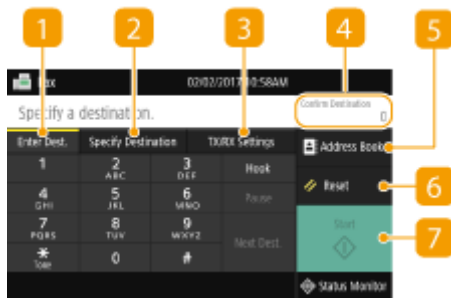 1 2 3 4 5
Fax 02/02/2017 10:58AM
Specify a destination.
Confirm Destination
0
Enter Dest. Specify Destination TX/RX Settings Address Book
1 2 ABC 3 DEF Hook
Reset 6
4 GHI 5 JKL 6 MNO Pause
7 PQRS 8 TUV 9 WXYZ Next Dest. Start 7
* Tone 0 #
Status Monitor